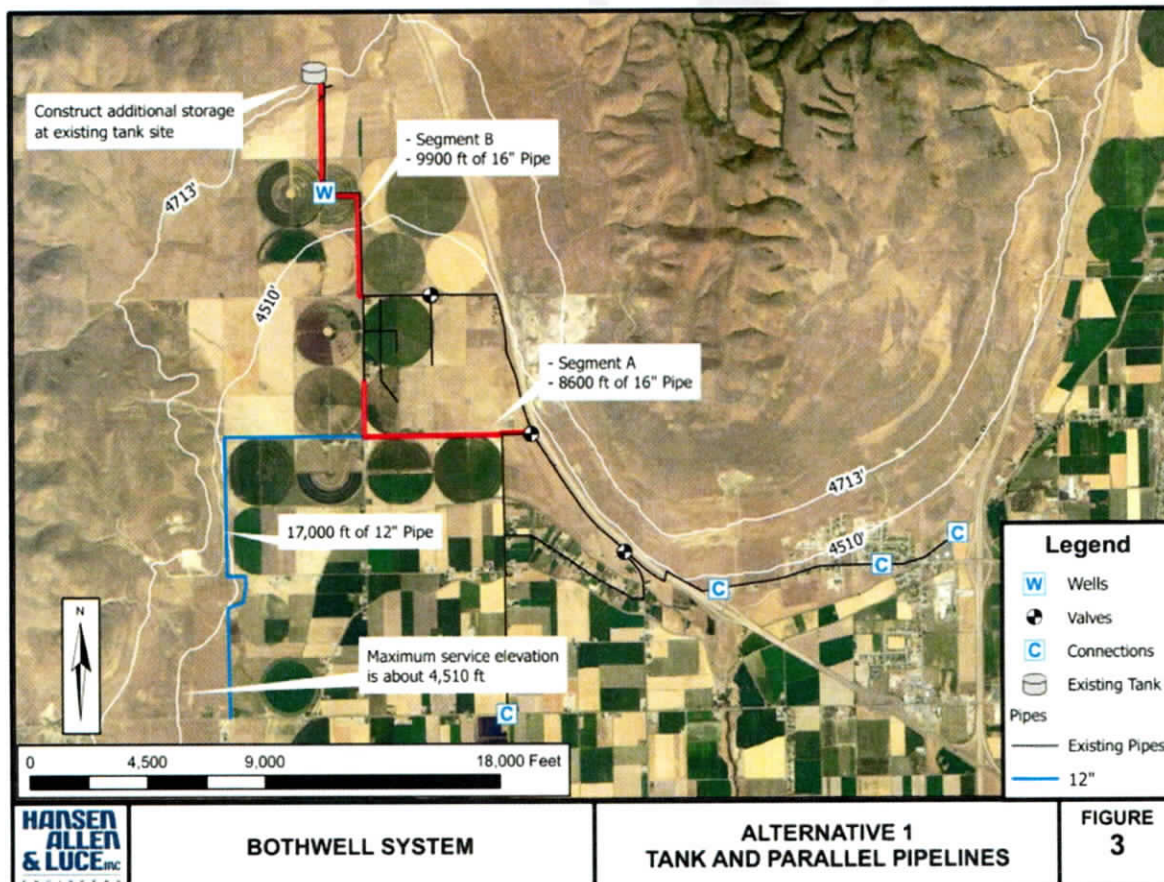 Construct additional storage
at existing tank site
- Segment B
- 9900 ft of 16" Pipe
W
4713'
4510'
- Segment A
- 8600 ft of 16" Pipe
17,000 ft of 12" Pipe
4713'
4510'
C
C
C
C
Maximum service elevation
is about 4,510 ft
N
0 4,500 9,000 18,000 Feet
Legend
W Wells
Valves
C Connections
Existing Tank
Pipes
Existing Pipes
12"
HANSEN
ALLEN
& LUCE INC
BOTHWELL SYSTEM
ALTERNATIVE 1
TANK AND PARALLEL PIPELINES
FIGURE
3